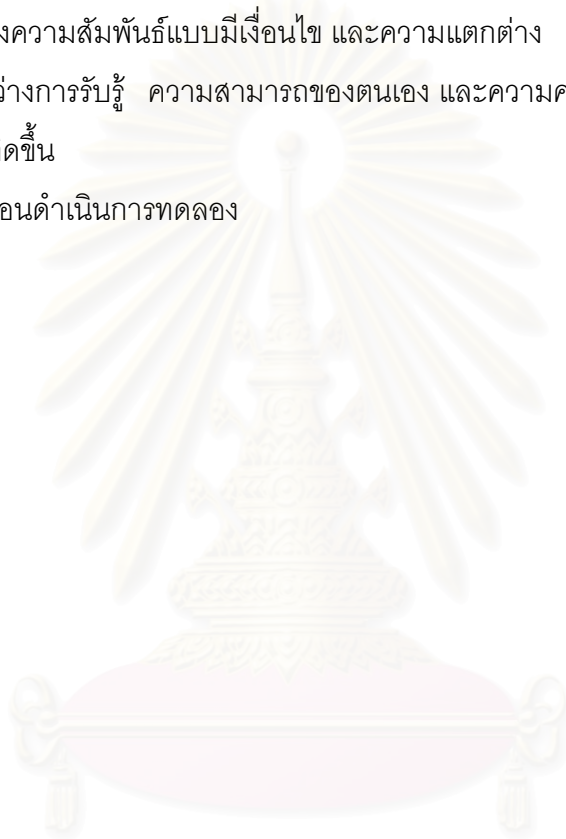 งความสัมพันธ์แบบมีเงื่อนไข และความแตกต่าง
ว่างการรับรู้ ความสามารถของตนเอง และความค
กิดขึ้น
อนดำเนินการทดลอง